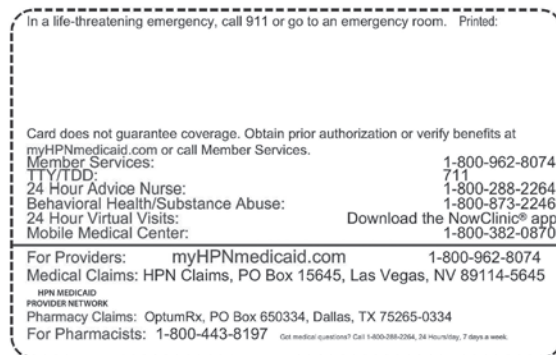 In a life-threatening emergency, call 911 or go to an emergency room. Printed:
Card does not guarantee coverage. Obtain prior authorization or verify benefits at
myHPNmedicaid.com or call Member Services.
Member Services: 1-800-962-8074
TTY/TDD: 711
24 Hour Advice Nurse: 1-800-288-2264
Behavioral Health/Substance Abuse: 1-800-873-2246
24 Hour Virtual Visits: Download the NowClinic® app
Mobile Medical Center: 1-800-382-0870
For Providers: myHPNmedicaid.com 1-800-962-8074
Medical Claims: HPN Claims, PO Box 15645, Las Vegas, NV 89114-5645
HPN MEDICAID
PROVIDER NETWORK
Pharmacy Claims: OptumRx, PO Box 650334, Dallas, TX 75265-0334
For Pharmacists: 1-800-443-8197 Got medical questions? Call 1-800-288-2264, 24 Hours/day, 7 days a week.